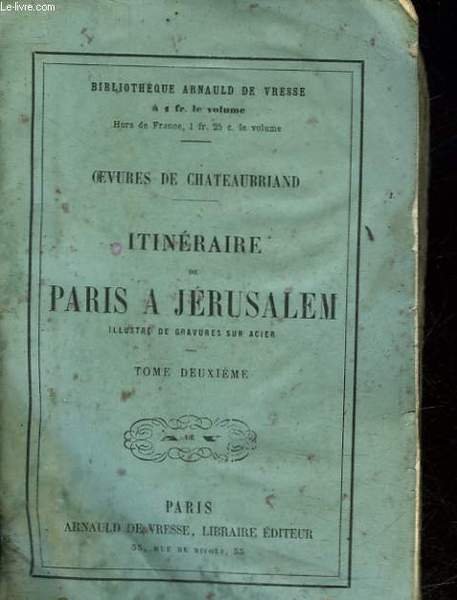 Le-livre.com
BIBLIOTHÈQUE ARNAULD DE VRESSE
à 1 fr. le volume
Hors de France, 1 fr. 25 c. le volume
ŒUVRES DE CHATEAUBRIAND
ITINÉRAIRE
DE
PARIS A JÉRUSALEM
ILLUSTRÉ DE GRAVURES SUR ACIER
TOME DEUXIÈME
A DE V
PARIS
ARNAULD DE VRESSE, LIBRAIRE ÉDITEUR
55, RUE DE RIVOLI, 55